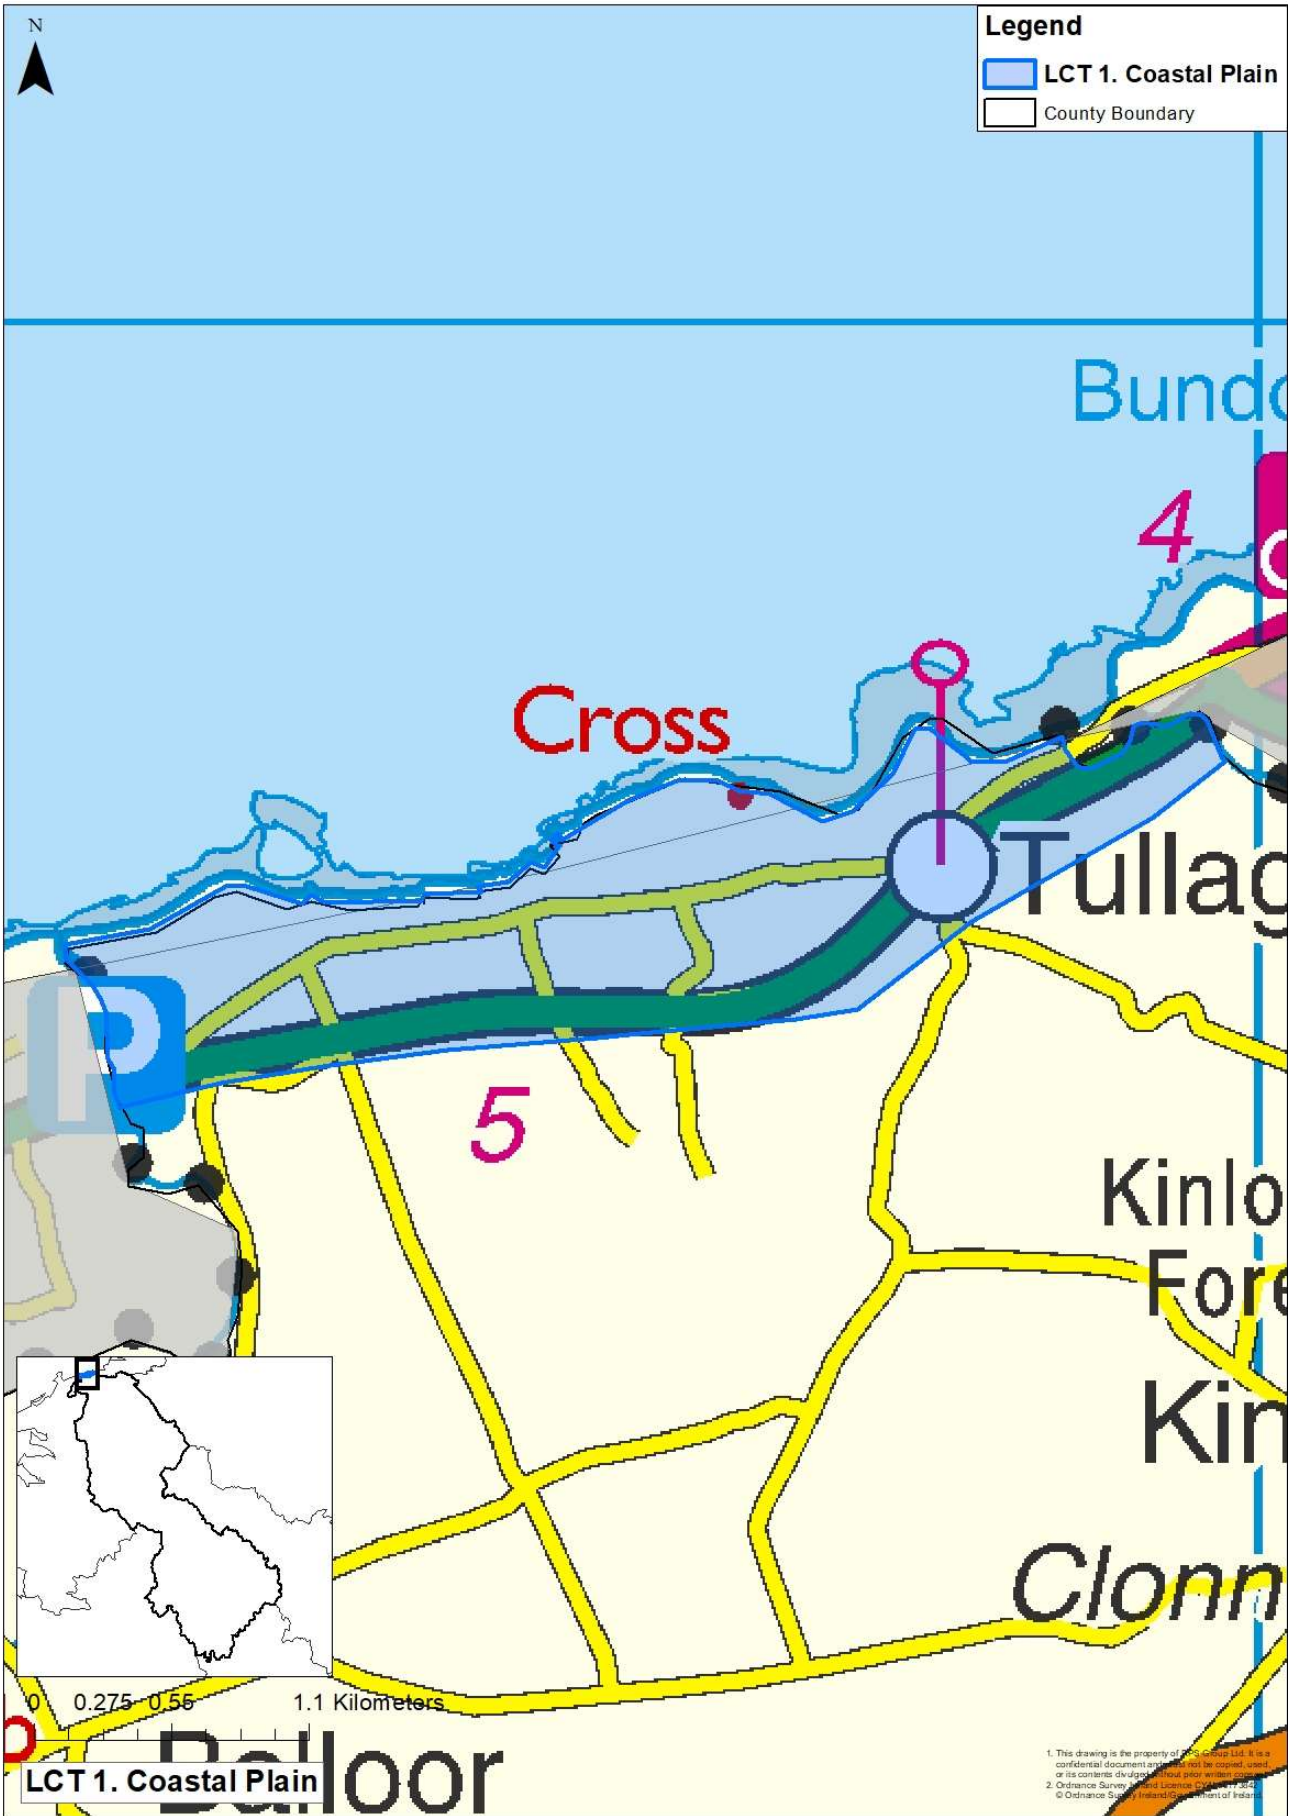 N
Legend
LCT 1. Coastal Plain
County Boundary
Bundo
4
Cross
Tullag
P
5
Kinlo
Fore
Kin
Clonn
0 0.275 0.55 1.1 Kilometers
Balloor
LCT 1. Coastal Plain
1. This drawing is the property of RPS Group Ltd. It is a
confidential document and must not be copied, used,
or its contents divulged without prior written consent.
2. Ordnance Survey Ireland Licence
© Ordnance Survey Ireland/Government of Ireland